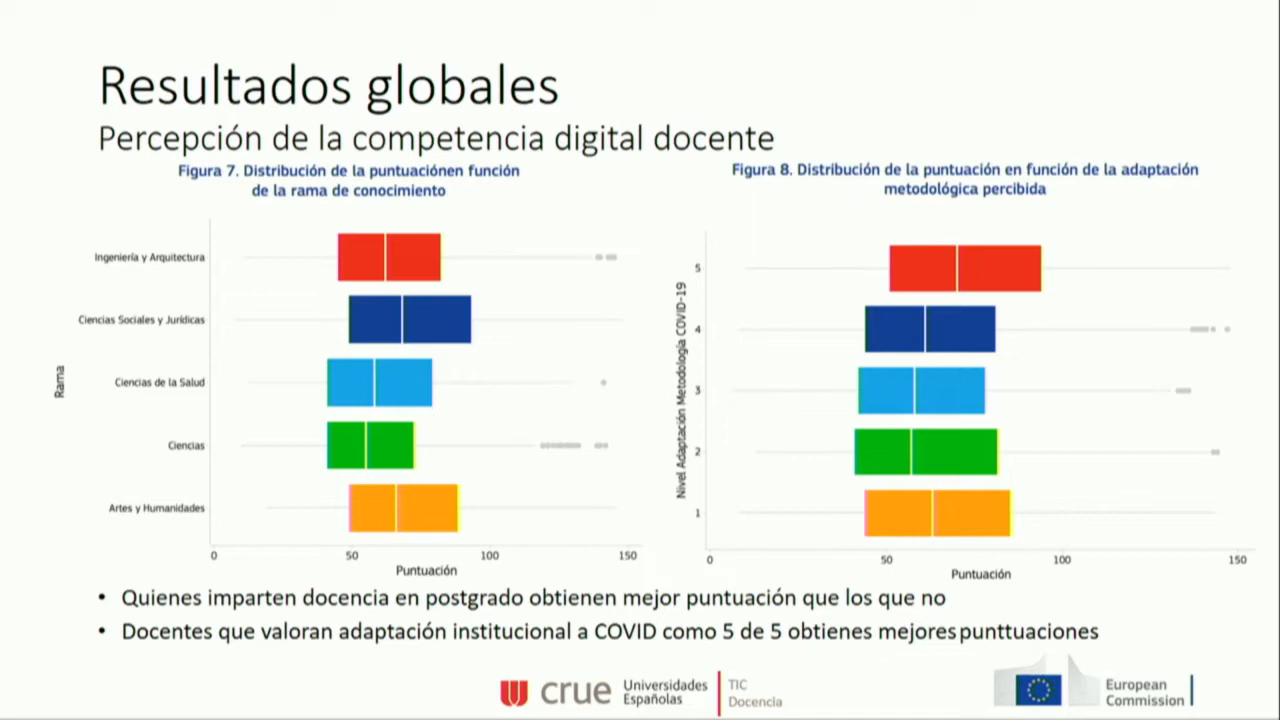 Resultados globales
Percepción de la competencia digital docente
Figura 7. Distribución de la puntuaciónen función
de la rama de conocimiento
Rama
Ingeniería y Arquitectura
Ciencias Sociales y Jurídicas
Ciencias de la Salud
Ciencias
Artes y Humanidades
0 50 100 150
Puntuación
Figura 8. Distribución de la puntuación en función de la adaptación
metodológica percibida
Nivel Adaptación Metodología COVID-19
5
4
3
2
1
0 50 100 150
Puntuación
• Quienes imparten docencia en postgrado obtienen mejor puntuación que los que no
• Docentes que valoran adaptación institucional a COVID como 5 de 5 obtienes mejores punttuaciones
crue
Universidades
Españolas
TIC
Docencia
European
Commission